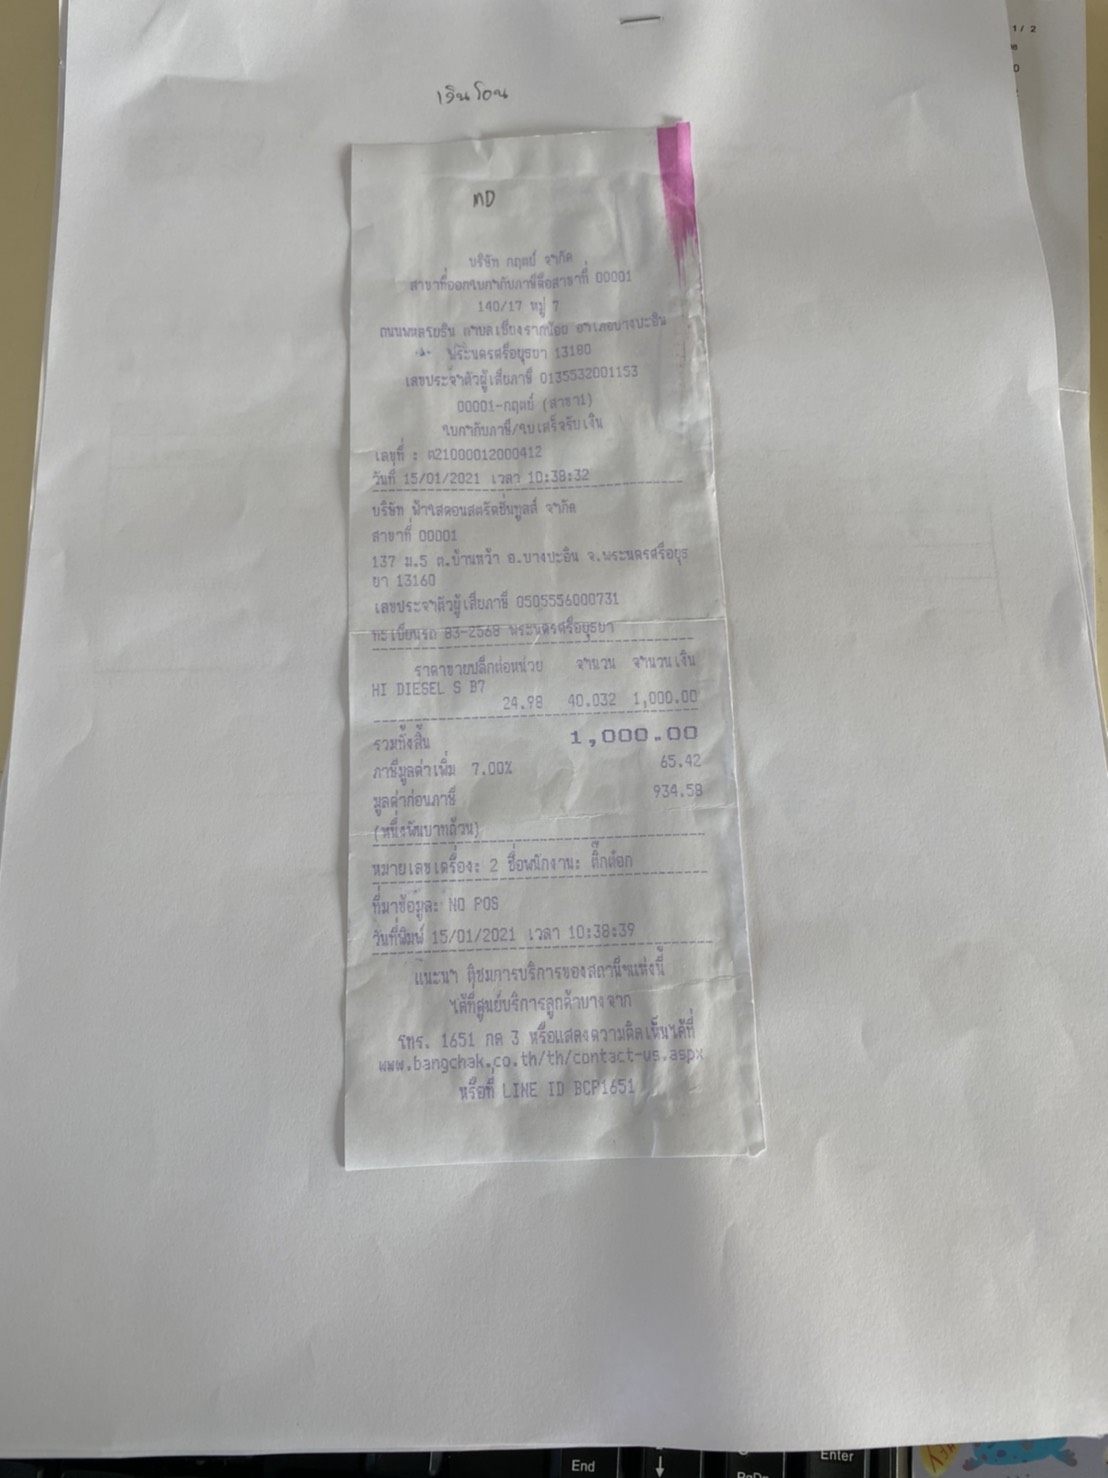 1 / 2
เงินโอน
MD
บริษัท กฤตย์ จำกัด
สาขาที่ออกใบกำกับภาษีคือสาขาที่ 00001
140/17 หมู่ 7
ถนนพหลโยธิน ตำบลเชียงรากน้อย อำเภอบางปะอิน
พระนครศรีอยุธยา 13180
เลขประจำตัวผู้เสียภาษี 0135532001153
00001-กฤตย์ (สาขา1)
ใบกำกับภาษี/ใบเสร็จรับเงิน
เลขที่ : ต21000012000412
วันที่ 15/01/2021 เวลา 10:38:32
บริษัท ฟ้าใสคอนสตรัคชั่นทูลส์ จำกัด
สาขาที่ 00001
137 ม.5 ต.บ้านหว้า อ.บางปะอิน จ.พระนครศรีอยุธ
ยา 13160
เลขประจำตัวผู้เสียภาษี 0505556000731
ทะเบียนรถ 83-2568 พระนครศรีอยุธยา
ราคาขายปลีกต่อหน่วย จำนวน จำนวนเงิน
HI DIESEL S B7
24.98 40.032 1,000.00
รวมทั้งสิ้น 1,000.00
ภาษีมูลค่าเพิ่ม 7.00% 65.42
มูลค่าก่อนภาษี 934.58
(หนึ่งพันบาทถ้วน)
หมายเลขเครื่อง: 2 ชื่อพนักงาน: ติ๊กต๊อก
ที่มาข้อมูล: NO POS
วันที่พิมพ์ 15/01/2021 เวลา 10:38:39
แนะนำ ติชมการบริการของสถานีฯแห่งนี้
ได้ที่ศูนย์บริการลูกค้าบางจาก
โทร. 1651 กด 3 หรือแสดงความคิดเห็นได้ที่
www.bangchak.co.th/th/contact-us.aspx
หรือที่ LINE ID BCP1651
End
↓
PgDn
Enter